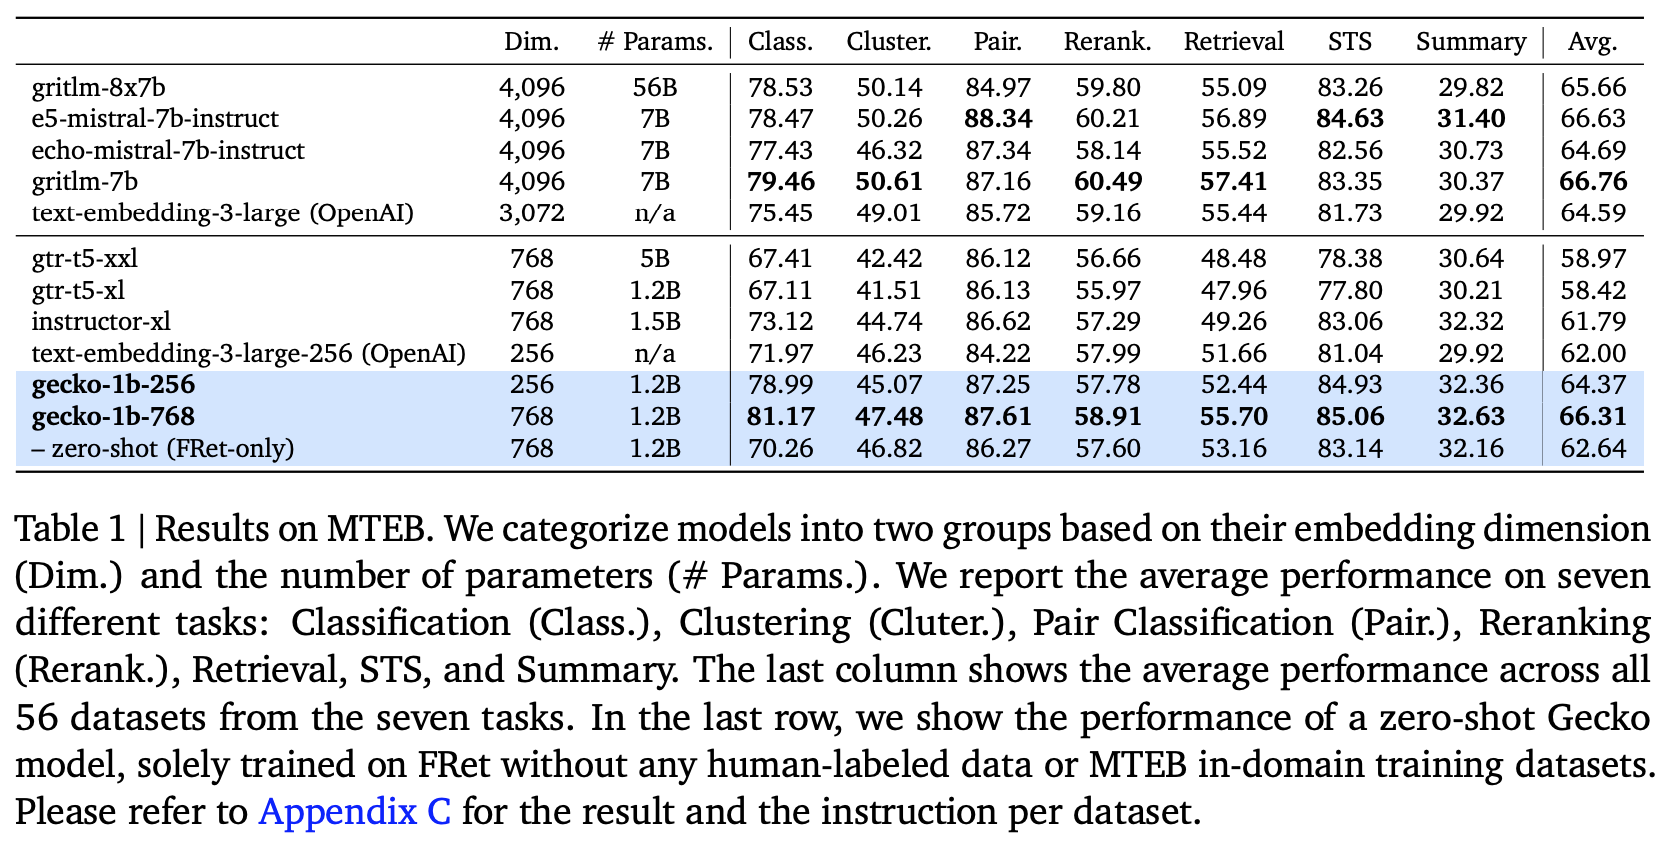 Dim. # Params. Class. Cluster. Pair. Rerank. Retrieval STS Summary Avg.
gritlm-8x7b 4,096 56B 78.53 50.14 84.97 59.80 55.09 83.26 29.82 65.66
e5-mistral-7b-instruct 4,096 7B 78.47 50.26 88.34 60.21 56.89 84.63 31.40 66.63
echo-mistral-7b-instruct 4,096 7B 77.43 46.32 87.34 58.14 55.52 82.56 30.73 64.69
gritlm-7b 4,096 7B 79.46 50.61 87.16 60.49 57.41 83.35 30.37 66.76
text-embedding-3-large (OpenAI) 3,072 n/a 75.45 49.01 85.72 59.16 55.44 81.73 29.92 64.59
gtr-t5-xxl 768 5B 67.41 42.42 86.12 56.66 48.48 78.38 30.64 58.97
gtr-t5-xl 768 1.2B 67.11 41.51 86.13 55.97 47.96 77.80 30.21 58.42
instructor-xl 768 1.5B 73.12 44.74 86.62 57.29 49.26 83.06 32.32 61.79
text-embedding-3-large-256 (OpenAI) 256 n/a 71.97 46.23 84.22 57.99 51.66 81.04 29.92 62.00
gecko-1b-256 256 1.2B 78.99 45.07 87.25 57.78 52.44 84.93 32.36 64.37
gecko-1b-768 768 1.2B 81.17 47.48 87.61 58.91 55.70 85.06 32.63 66.31
– zero-shot (FRet-only) 768 1.2B 70.26 46.82 86.27 57.60 53.16 83.14 32.16 62.64
Table 1 | Results on MTEB. We categorize models into two groups based on their embedding dimension
(Dim.) and the number of parameters (# Params.). We report the average performance on seven
different tasks: Classification (Class.), Clustering (Cluter.), Pair Classification (Pair.), Reranking
(Rerank.), Retrieval, STS, and Summary. The last column shows the average performance across all
56 datasets from the seven tasks. In the last row, we show the performance of a zero-shot Gecko
model, solely trained on FRet without any human-labeled data or MTEB in-domain training datasets.
Please refer to Appendix C for the result and the instruction per dataset.